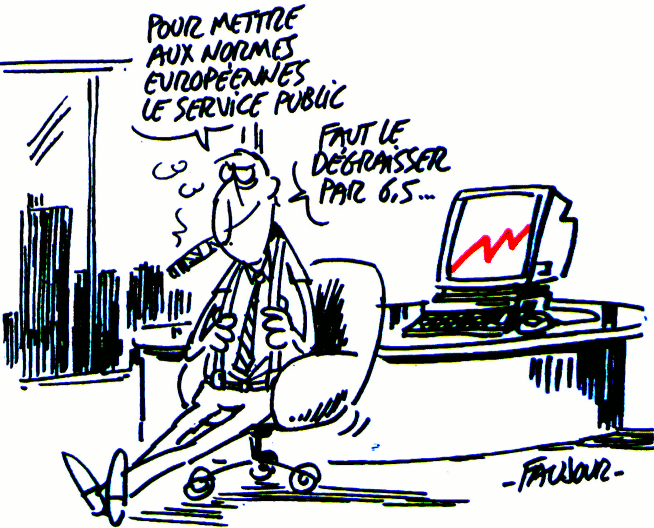 POUR METTRE
AUX NORMES
EUROPÉENNES
LE SERVICE PUBLIC
FAUT LE
DÉGRAISSER
PAR 6,5...
-FAUJOUR-